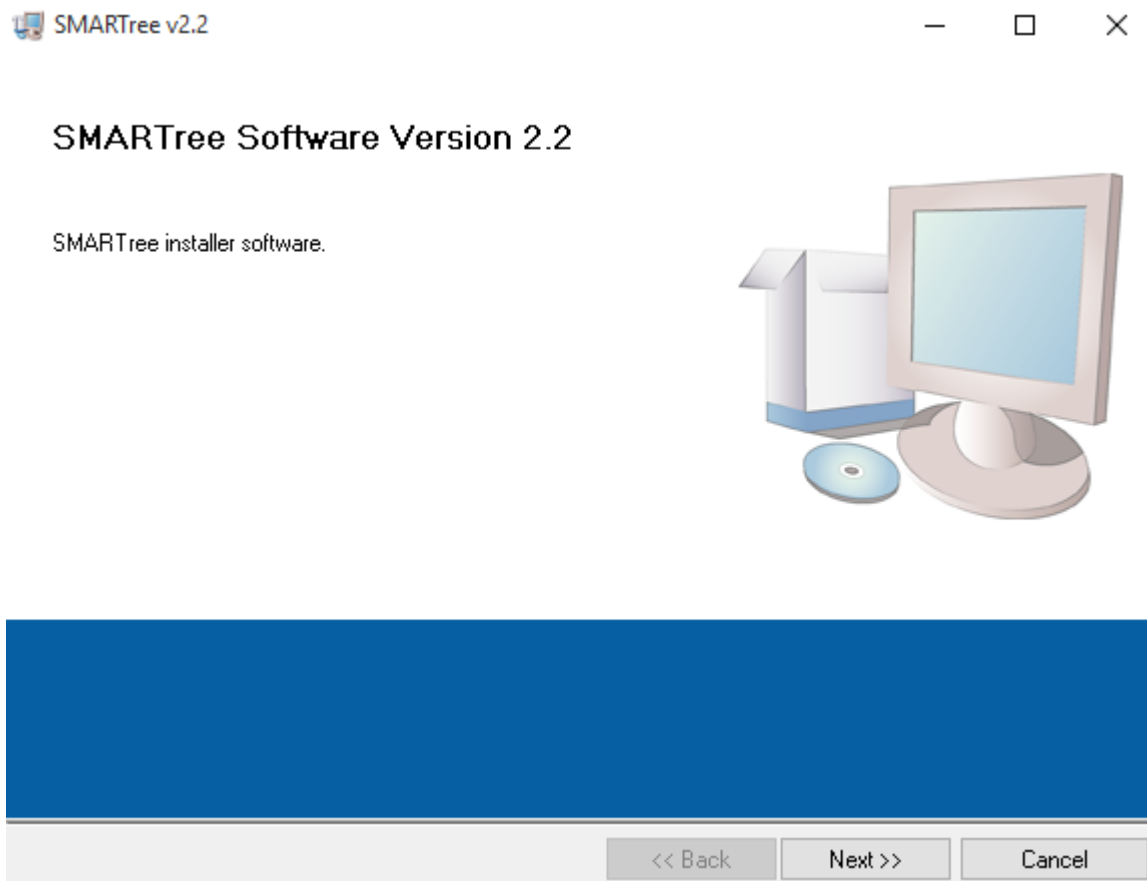 SMARTree v2.2
SMARTree Software Version 2.2
SMARTree installer software.
<< Back
Next >>
Cancel